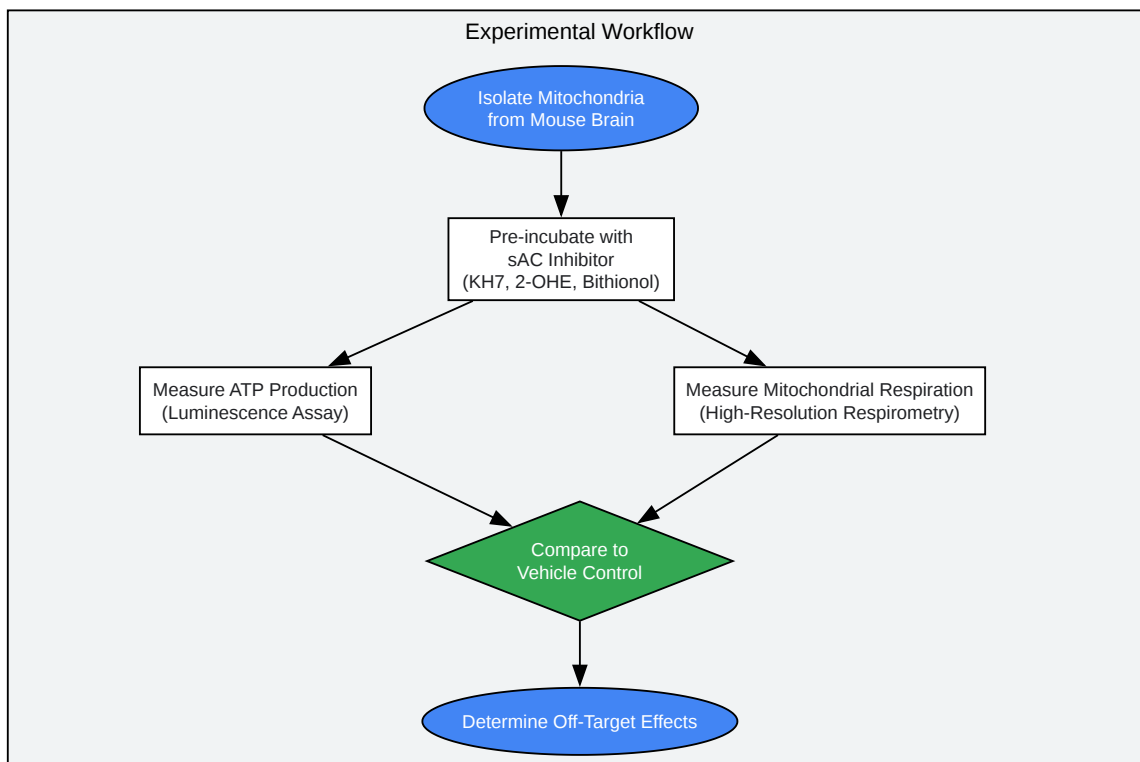 Experimental Workflow
Isolate Mitochondria
from Mouse Brain
Pre-incubate with
sAC Inhibitor
(KH7, 2-OHE, Bithionol)
Measure ATP Production
(Luminescence Assay)
Measure Mitochondrial Respiration
(High-Resolution Respirometry)
Compare to
Vehicle Control
Determine Off-Target Effects